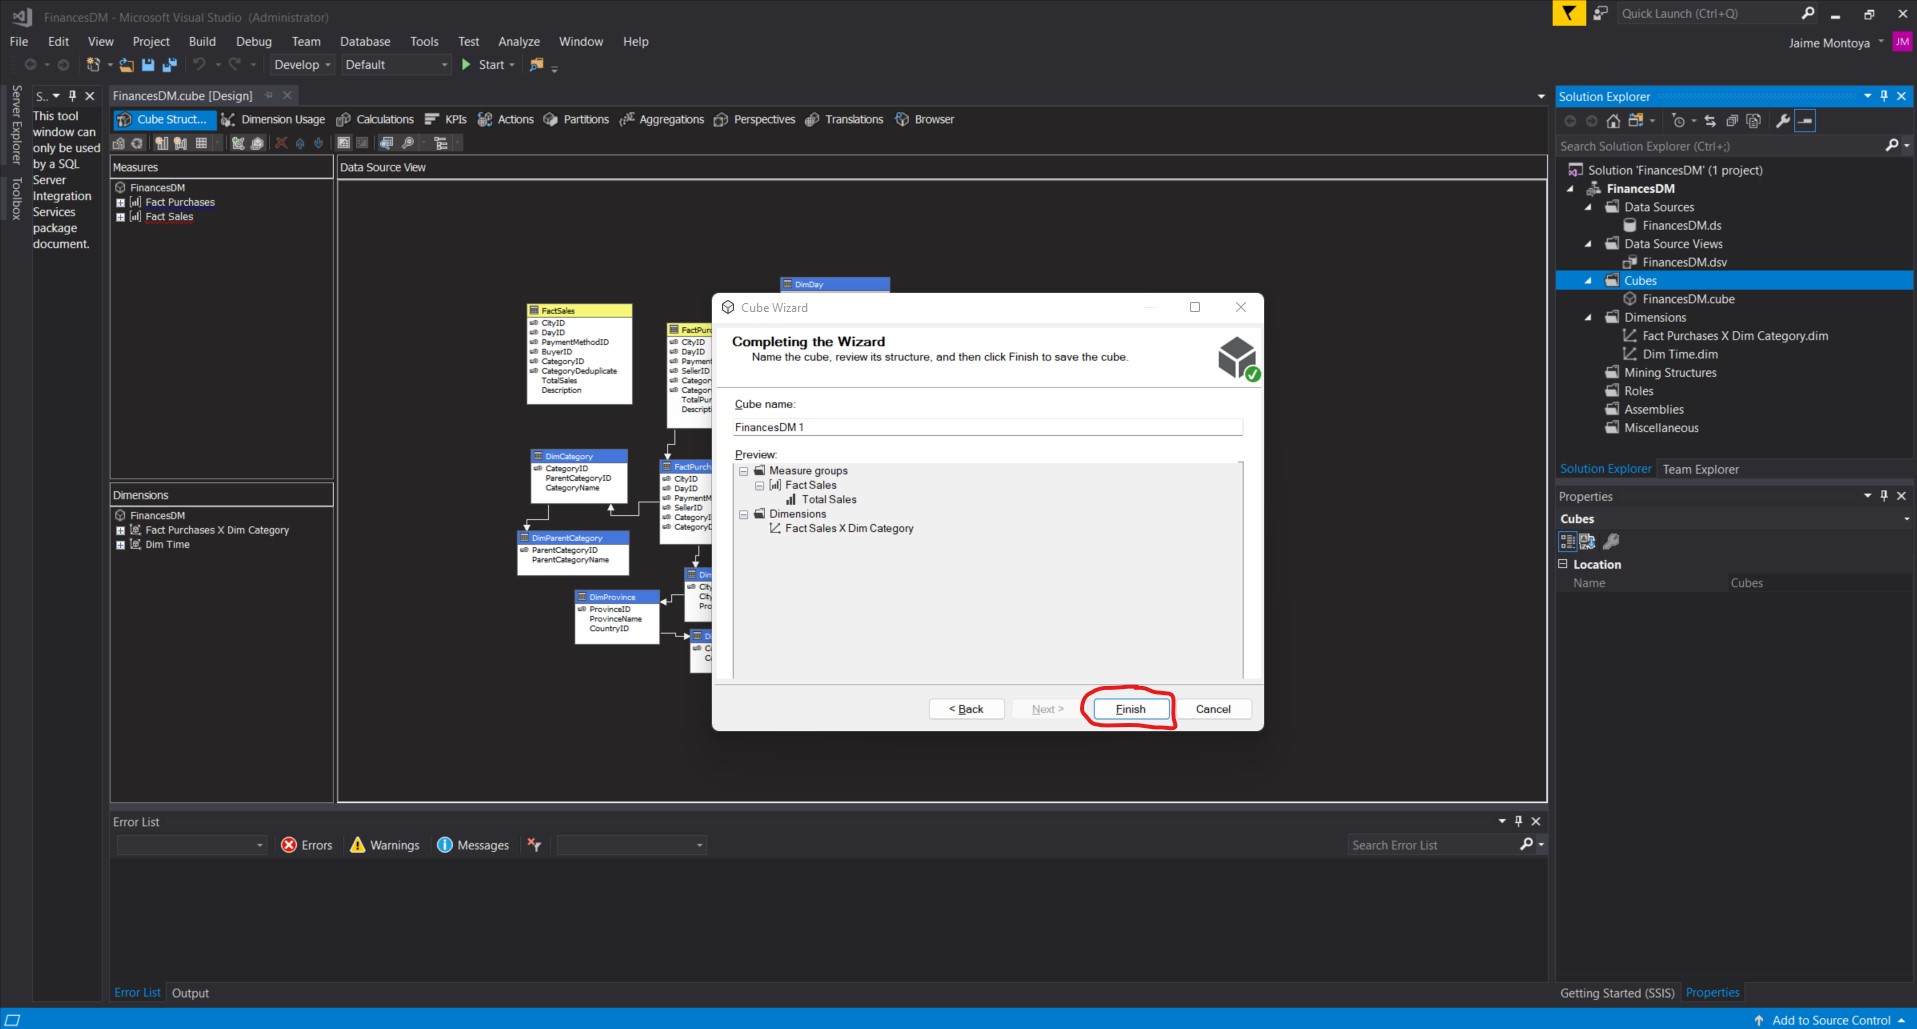 FinancesDM - Microsoft Visual Studio (Administrator)
Quick Launch (Ctrl+Q)
File Edit View Project Build Debug Team Database Tools Test Analyze Window Help
Jaime Montoya JM
Develop Default Start
Server Explorer
Toolbox
S..
This tool
window can
only be used
by a SQL
Server
Integration
Services
package
document.
FinancesDM.cube [Design]
Cube Struct... Dimension Usage Calculations KPIs Actions Partitions Aggregations Perspectives Translations Browser
Measures
FinancesDM
Fact Purchases
Fact Sales
Dimensions
FinancesDM
Fact Purchases X Dim Category
Dim Time
Data Source View
DimDay
FactSales
CityID
DayID
PaymentMethodID
BuyerID
CategoryID
CategoryDeduplicate
TotalSales
Description
FactPurc
CityID
DayID
Paymen
SellerID
Categor
Categor
TotalPur
Descript
DimCategory
CategoryID
ParentCategoryID
CategoryName
FactPurch
CityID
DayID
PaymentM
SellerID
CategoryI
CategoryD
DimParentCategory
ParentCategoryID
ParentCategoryName
Dim
City
Cit
Pro
DimProvince
ProvinceID
ProvinceName
CountryID
D
C
C
Cube Wizard
Completing the Wizard
Name the cube, review its structure, and then click Finish to save the cube.
Cube name:
FinancesDM 1
Preview:
Measure groups
Fact Sales
Total Sales
Dimensions
Fact Sales X Dim Category
< Back Next > Finish Cancel
Error List
Errors Warnings Messages
Search Error List
Error List Output
Solution Explorer
Search Solution Explorer (Ctrl+;)
Solution 'FinancesDM' (1 project)
FinancesDM
Data Sources
FinancesDM.ds
Data Source Views
FinancesDM.dsv
Cubes
FinancesDM.cube
Dimensions
Fact Purchases X Dim Category.dim
Dim Time.dim
Mining Structures
Roles
Assemblies
Miscellaneous
Solution Explorer Team Explorer
Properties
Cubes
Location
Name Cubes
Getting Started (SSIS) Properties
Add to Source Control